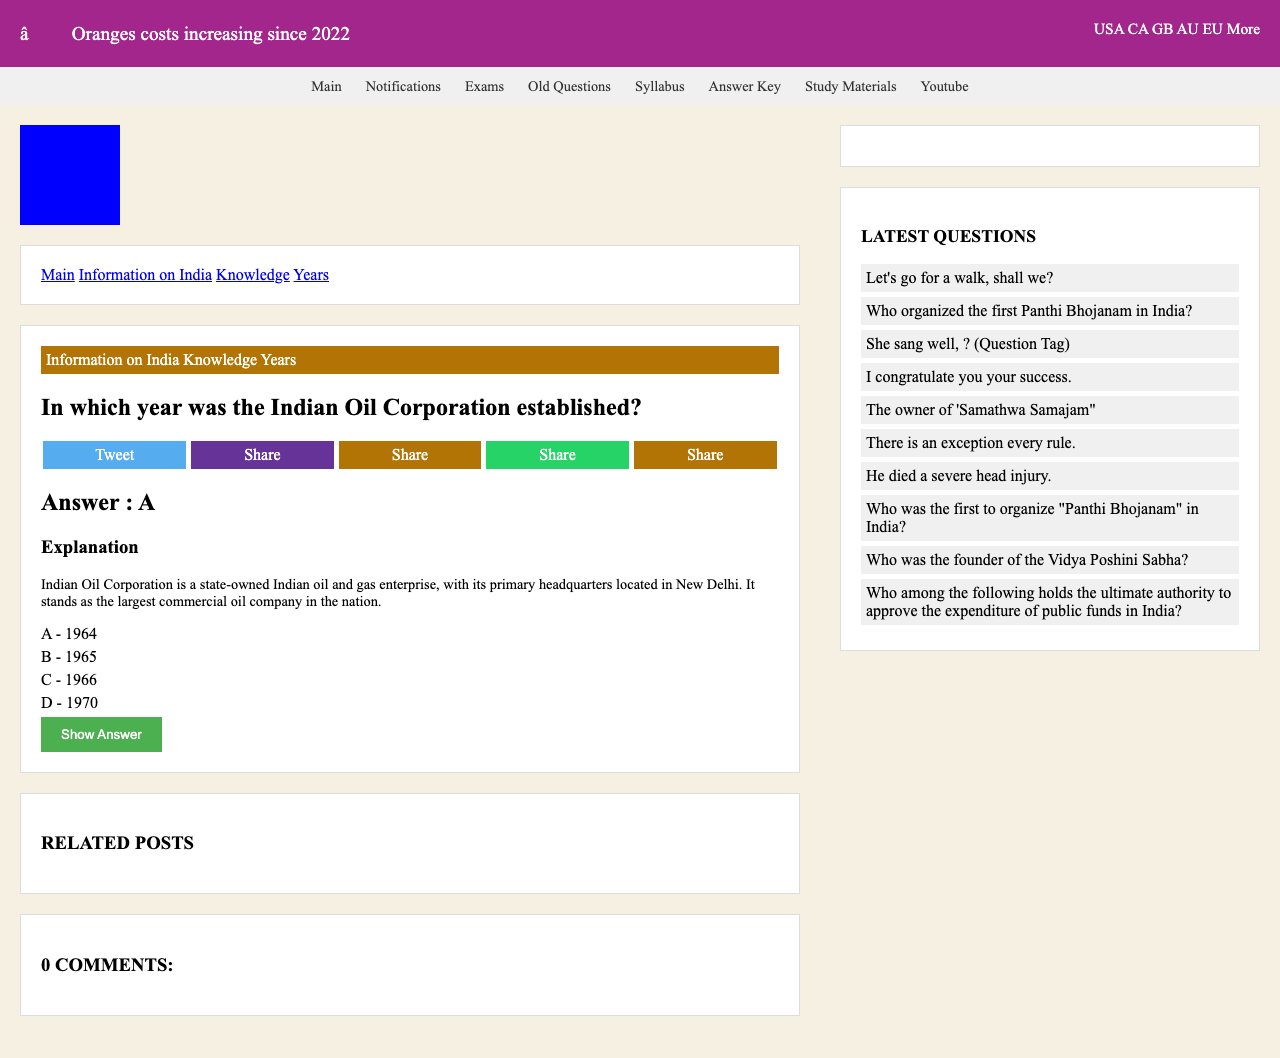 â Oranges costs increasing since 2022
USA CA GB AU EU More
Main Notifications Exams Old Questions Syllabus Answer Key Study Materials Youtube
Main Information on India Knowledge Years
Information on India Knowledge Years
In which year was the Indian Oil Corporation established?
Tweet Share Share Share Share
Answer : A
Explanation
Indian Oil Corporation is a state-owned Indian oil and gas enterprise, with its primary headquarters located in New Delhi. It
stands as the largest commercial oil company in the nation.
A - 1964
B - 1965
C - 1966
D - 1970
Show Answer
RELATED POSTS
0 COMMENTS:
LATEST QUESTIONS
Let's go for a walk, shall we?
Who organized the first Panthi Bhojanam in India?
She sang well, ? (Question Tag)
I congratulate you your success.
The owner of 'Samathwa Samajam"
There is an exception every rule.
He died a severe head injury.
Who was the first to organize "Panthi Bhojanam" in
India?
Who was the founder of the Vidya Poshini Sabha?
Who among the following holds the ultimate authority to
approve the expenditure of public funds in India?